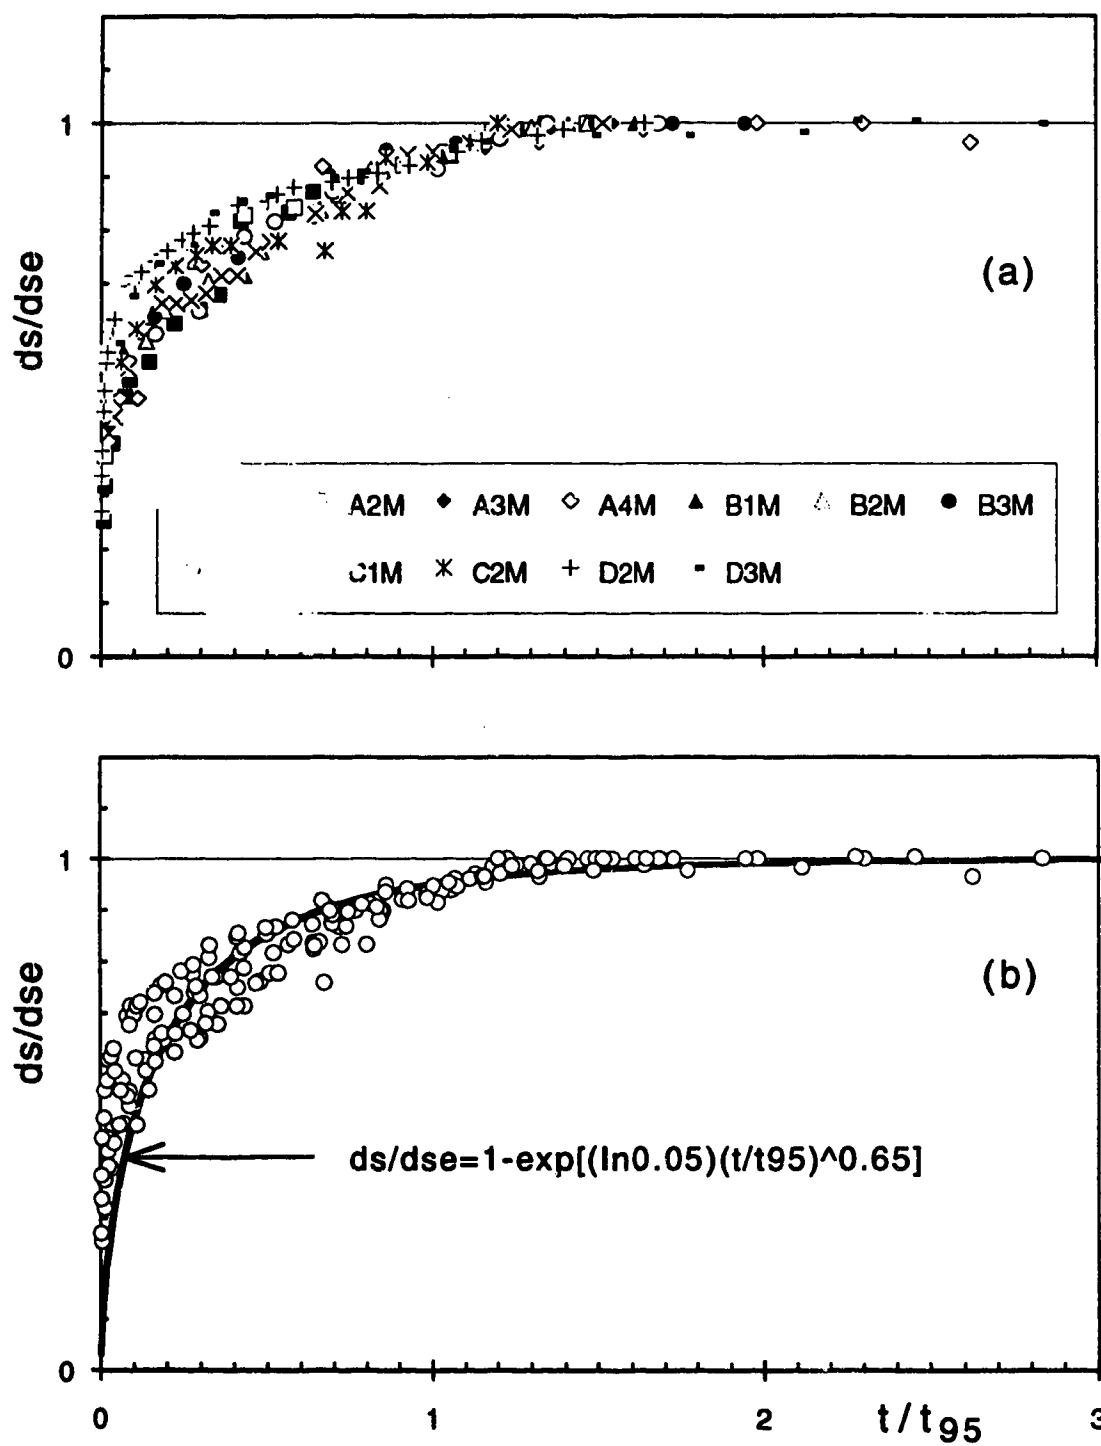 1
ds/dse
(a)
A2M A3M A4M B1M B2M B3M
C2M D2M D3M
0
1
ds/dse
(b)
ds/dse=1-exp[(ln0.05)(t/t95)^0.65]
0
0 1 2 t/t95 3